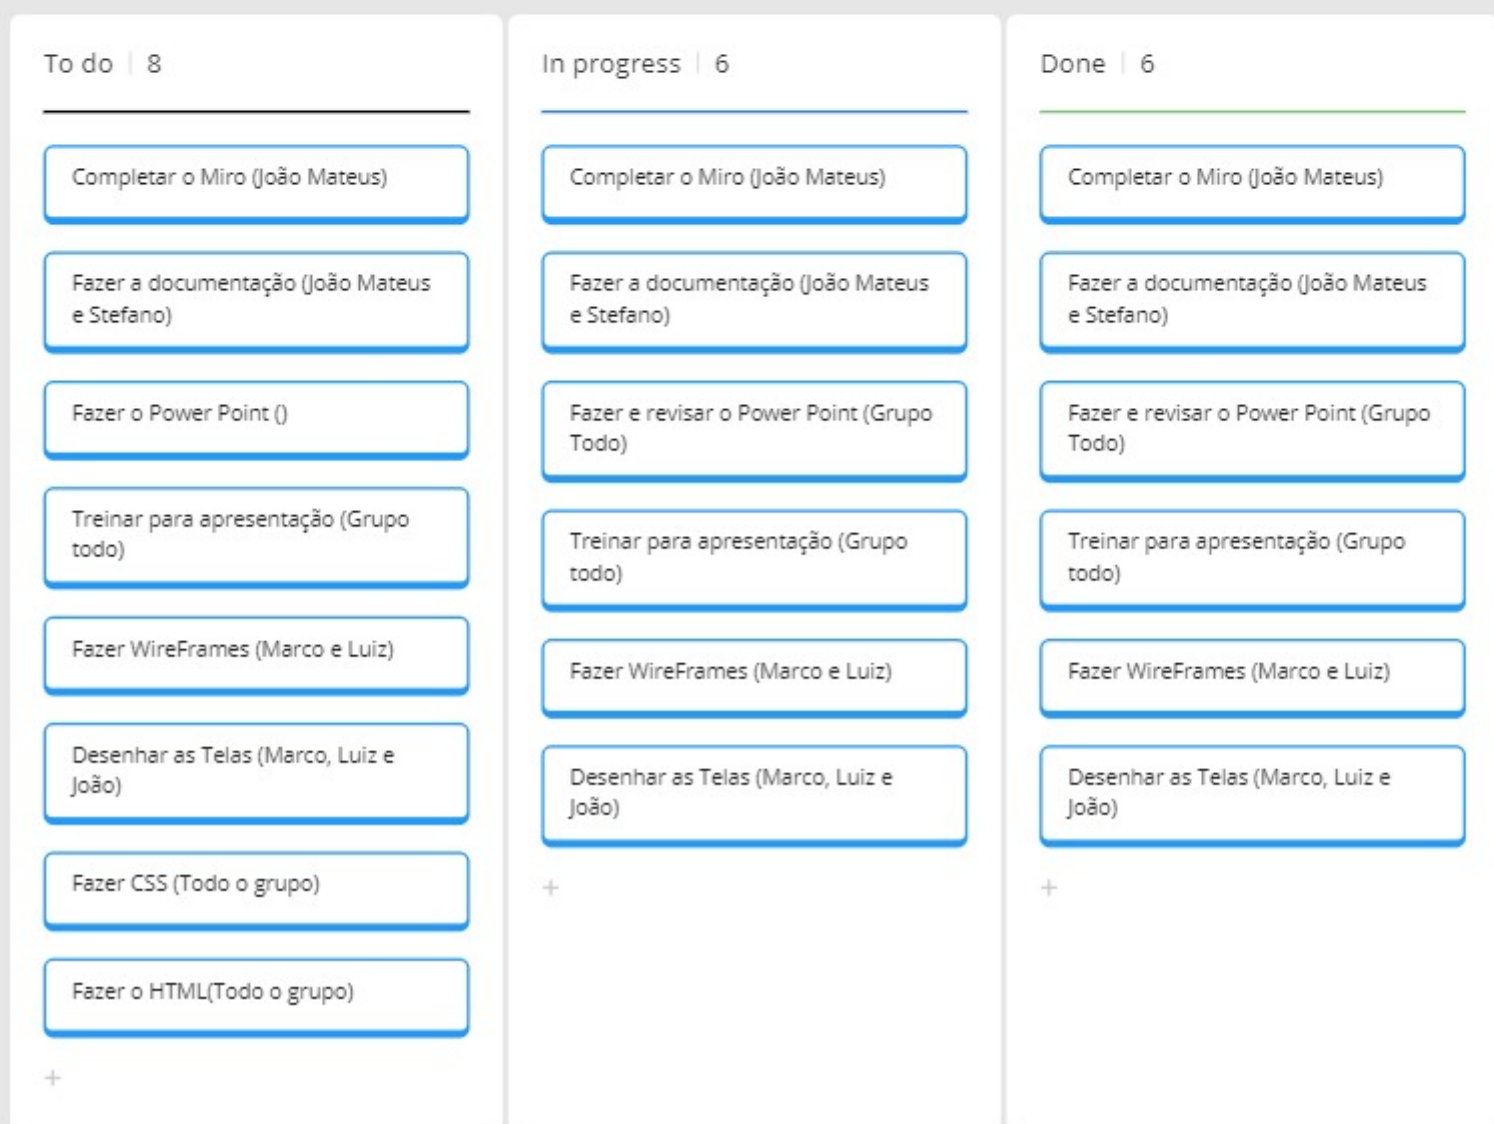 To do | 8
Completar o Miro (João Mateus)
Fazer a documentação (João Mateus
e Stefano)
Fazer o Power Point ()
Treinar para apresentação (Grupo
todo)
Fazer WireFrames (Marco e Luiz)
Desenhar as Telas (Marco, Luiz e
João)
Fazer CSS (Todo o grupo)
Fazer o HTML(Todo o grupo)
+
In progress | 6
Completar o Miro (João Mateus)
Fazer a documentação (João Mateus
e Stefano)
Fazer e revisar o Power Point (Grupo
Todo)
Treinar para apresentação (Grupo
todo)
Fazer WireFrames (Marco e Luiz)
Desenhar as Telas (Marco, Luiz e
João)
+
Done | 6
Completar o Miro (João Mateus)
Fazer a documentação (João Mateus
e Stefano)
Fazer e revisar o Power Point (Grupo
Todo)
Treinar para apresentação (Grupo
todo)
Fazer WireFrames (Marco e Luiz)
Desenhar as Telas (Marco, Luiz e
João)
+